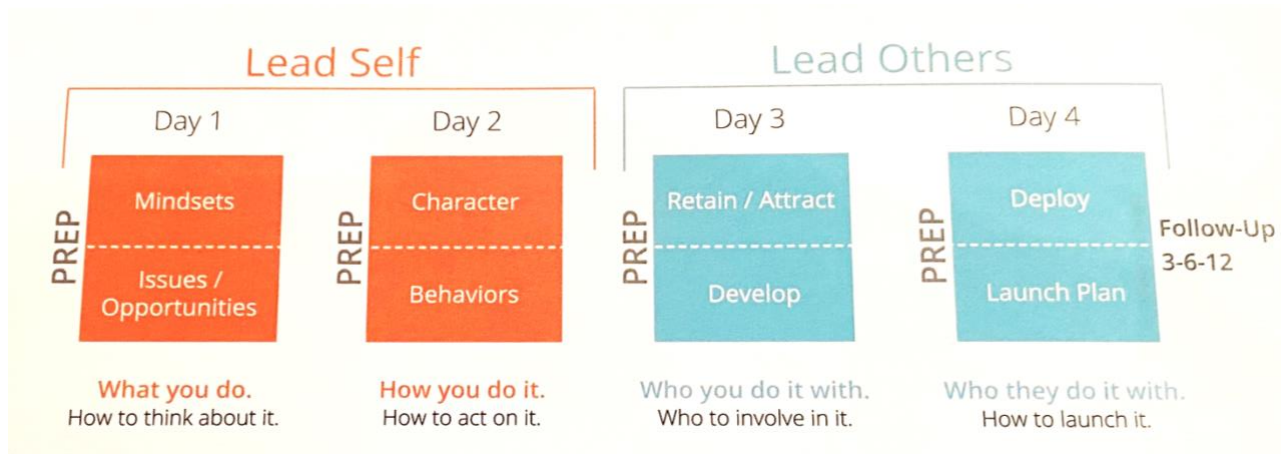 Lead Self
Lead Others
Day 1
Day 2
Day 3
Day 4
PREP
Mindsets
Issues /
Opportunities
PREP
Character
Behaviors
PREP
Retain / Attract
Develop
PREP
Deploy
Launch Plan
Follow-Up
3-6-12
What you do.
How to think about it.
How you do it.
How to act on it.
Who you do it with.
Who to involve in it.
Who they do it with.
How to launch it.